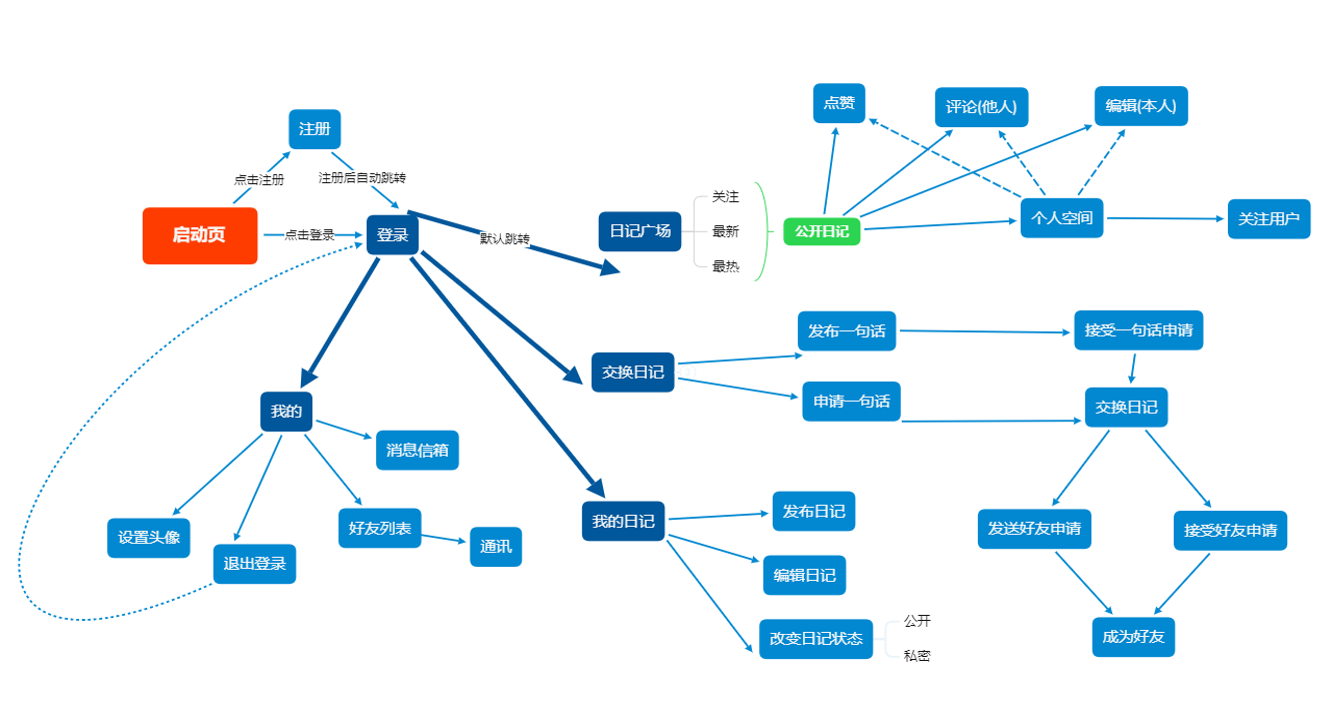 点赞
评论(他人)
编辑(本人)
注册
点击注册
注册后自动跳转
启动页
点击登录
登录
默认跳转
日记广场
关注
最新
最热
公开日记
个人空间
关注用户
发布一句话
接受一句话申请
交换日记
申请一句话
交换日记
我的
消息信箱
设置头像
退出登录
好友列表
通讯
我的日记
发布日记
编辑日记
改变日记状态
公开
私密
发送好友申请
接受好友申请
成为好友